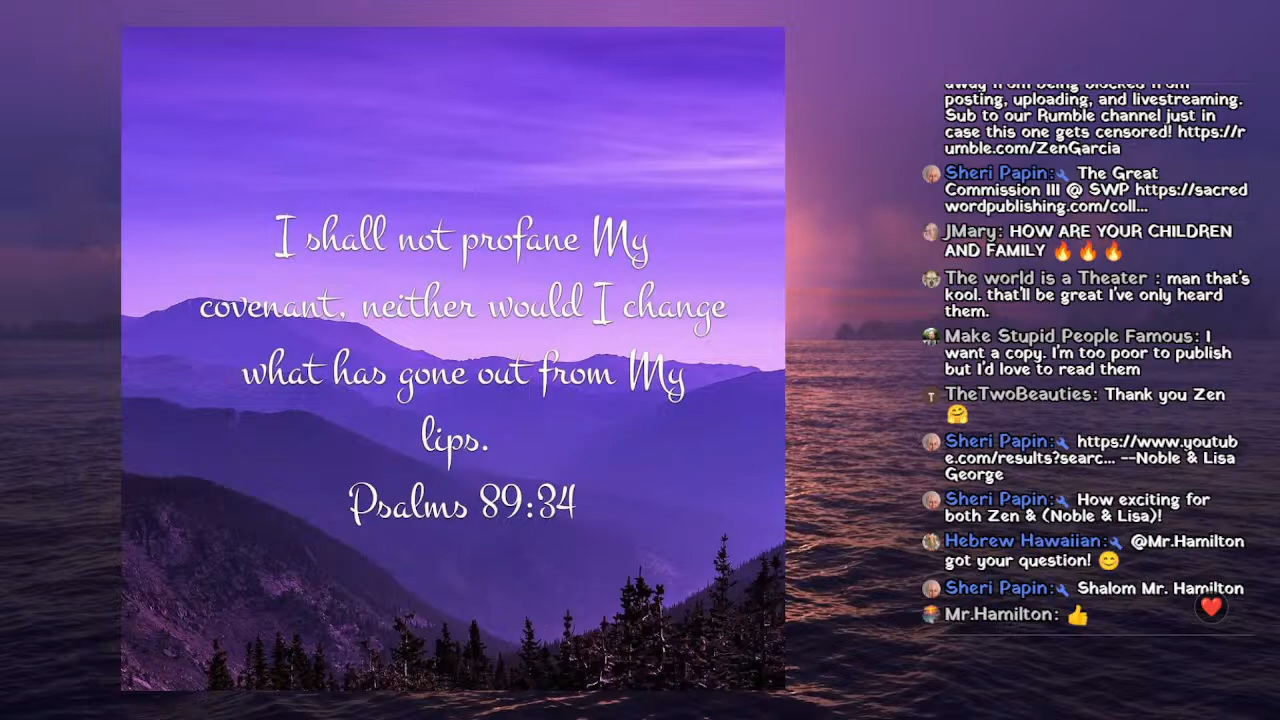 I shall not profane My
covenant, neither would I change
what has gone out from My
lips.
Psalms 89:34
away from being blocked from
posting, uploading, and livestreaming.
Sub to our Rumble channel just in
case this one gets censored! https://r
umble.com/ZenGarcia
Sheri Papin: The Great
Commission III @ SWP https://sacred
wordpublishing.com/coll...
JMary: HOW ARE YOUR CHILDREN
AND FAMILY 🔥🔥🔥
The world is a Theater : man that's
kool. that'll be great I've only heard
them.
Make Stupid People Famous: I
want a copy. I'm too poor to publish
but I'd love to read them
T TheTwoBeauties: Thank you Zen
🤗
Sheri Papin: https://www.youtub
e.com/results?searc... --Noble & Lisa
George
Sheri Papin: How exciting for
both Zen & (Noble & Lisa)!
Hebrew Hawaiian: @Mr.Hamilton
got your question! 😊
Sheri Papin: Shalom Mr. Hamilton
Mr.Hamilton: 👍